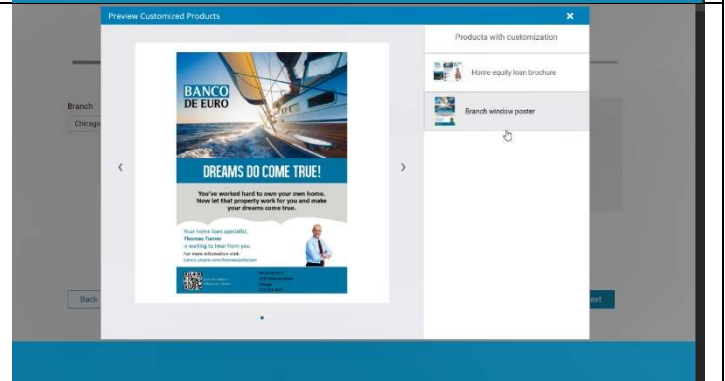 Preview Customized Products
Products with customization
Home equity loan brochure
Branch window poster
Branch
Chicago
BANCO
DE EURO
DREAMS DO COME TRUE!
You've worked hard to own your own home.
Now let that property work for you and make
your dreams come true.
Your home loan specialist,
Thomas Turner
is waiting to hear from you.
For more information visit:
Back